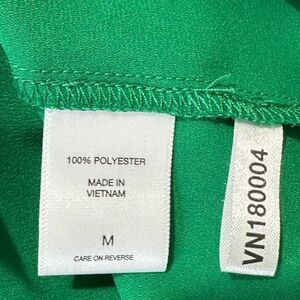 100% POLYESTER
MADE IN
VIETNAM
M
CARE ON REVERSE
VN180004